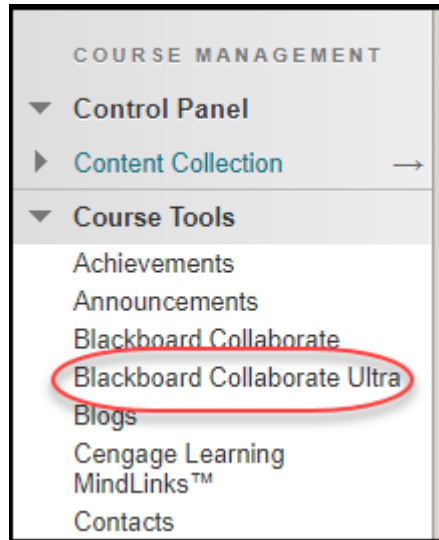 COURSE MANAGEMENT
Control Panel
Content Collection →
Course Tools
Achievements
Announcements
Blackboard Collaborate
Blackboard Collaborate Ultra
Blogs
Cengage Learning
MindLinks™
Contacts